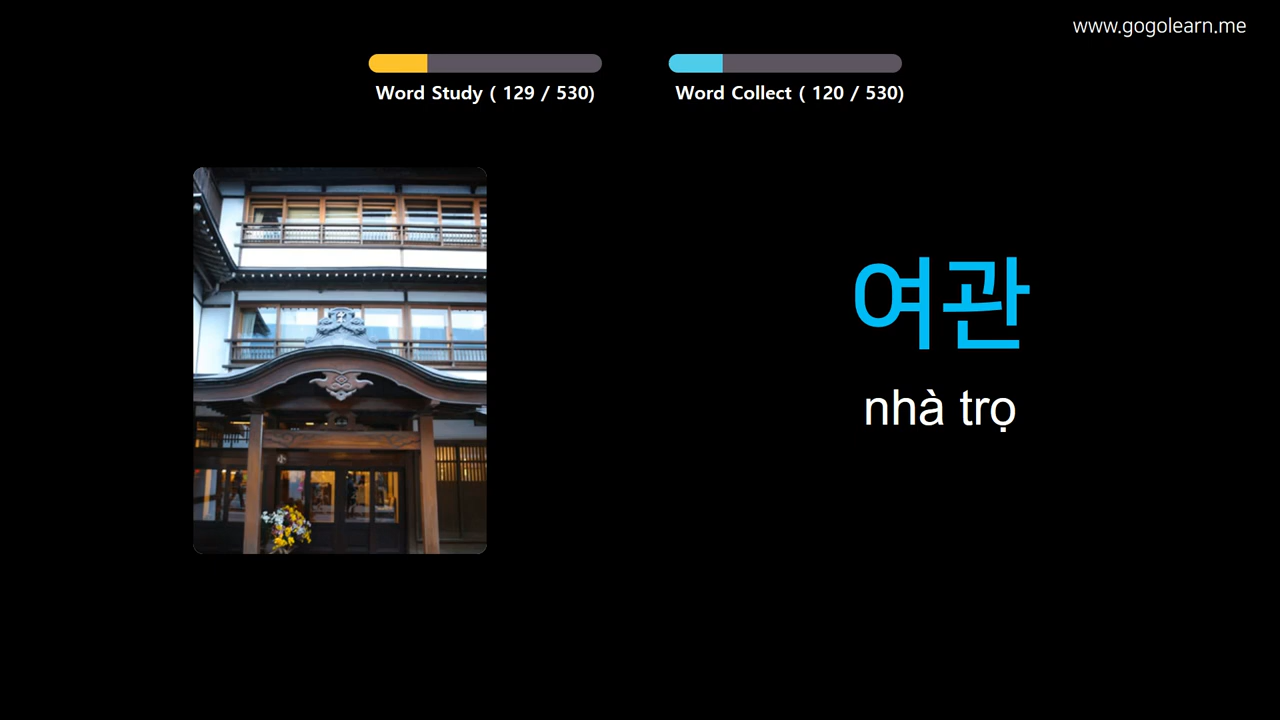 www.gogolearn.me
Word Study ( 129 / 530)
Word Collect ( 120 / 530)
여관
nhà trọ